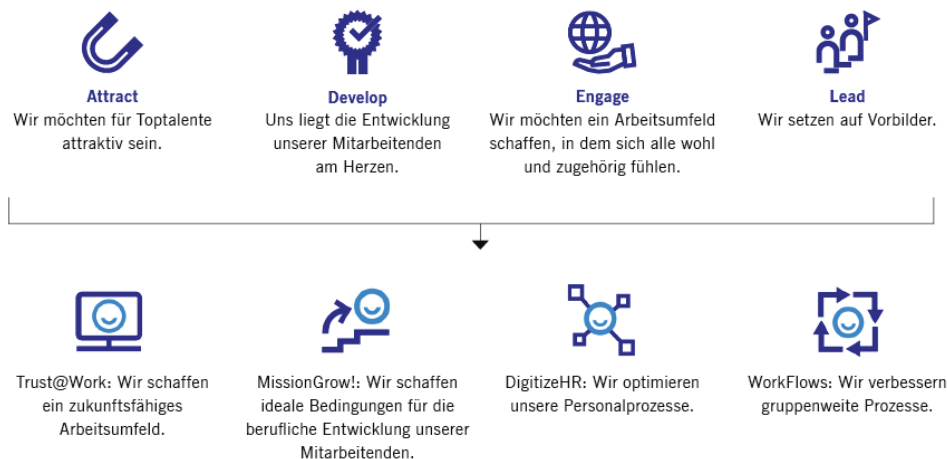 Attract
Wir möchten für Toptalente
attraktiv sein.
Develop
Uns liegt die Entwicklung
unserer Mitarbeitenden
am Herzen.
Engage
Wir möchten ein Arbeitsumfeld
schaffen, in dem sich alle wohl
und zugehörig fühlen.
Lead
Wir setzen auf Vorbilder.
Trust@Work: Wir schaffen
ein zukunftsfähiges
Arbeitsumfeld.
MissionGrow!: Wir schaffen
ideale Bedingungen für die
berufliche Entwicklung unserer
Mitarbeitenden.
DigitizeHR: Wir optimieren
unsere Personalprozesse.
WorkFlows: Wir verbessern
gruppenweite Prozesse.